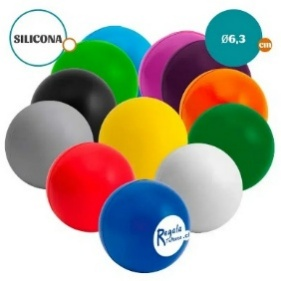 SILICONA
Ø6,3
cm
Regala